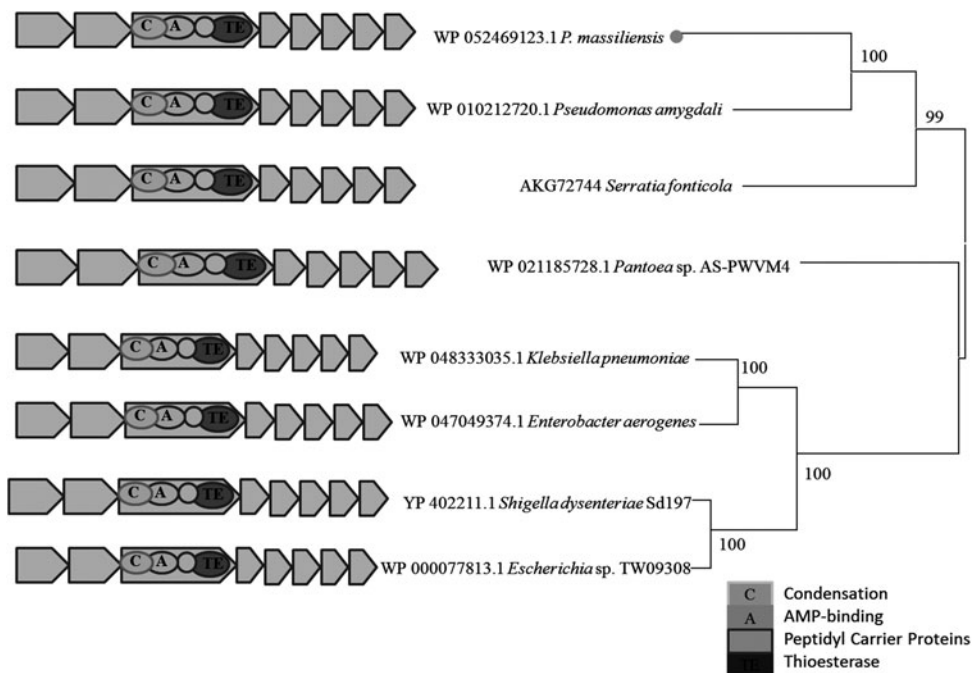 C A TE
WP 052469123.1 P. massiliensis
100
C A TE
WP 010212720.1 Pseudomonas amygdali
99
C A TE
AKG72744 Serratia fonticola
C A TE
WP 021185728.1 Pantoea sp. AS-PWVM4
C A TE
WP 048333035.1 Klebsiella pneumoniae
100
C A TE
WP 047049374.1 Enterobacter aerogenes
100
C A TE
YP 402211.1 Shigella dysenteriae Sd197
100
C A TE
WP 000077813.1 Escherichia sp. TW09308
C Condensation
A AMP-binding
Peptidyl Carrier Proteins
TE Thioesterase